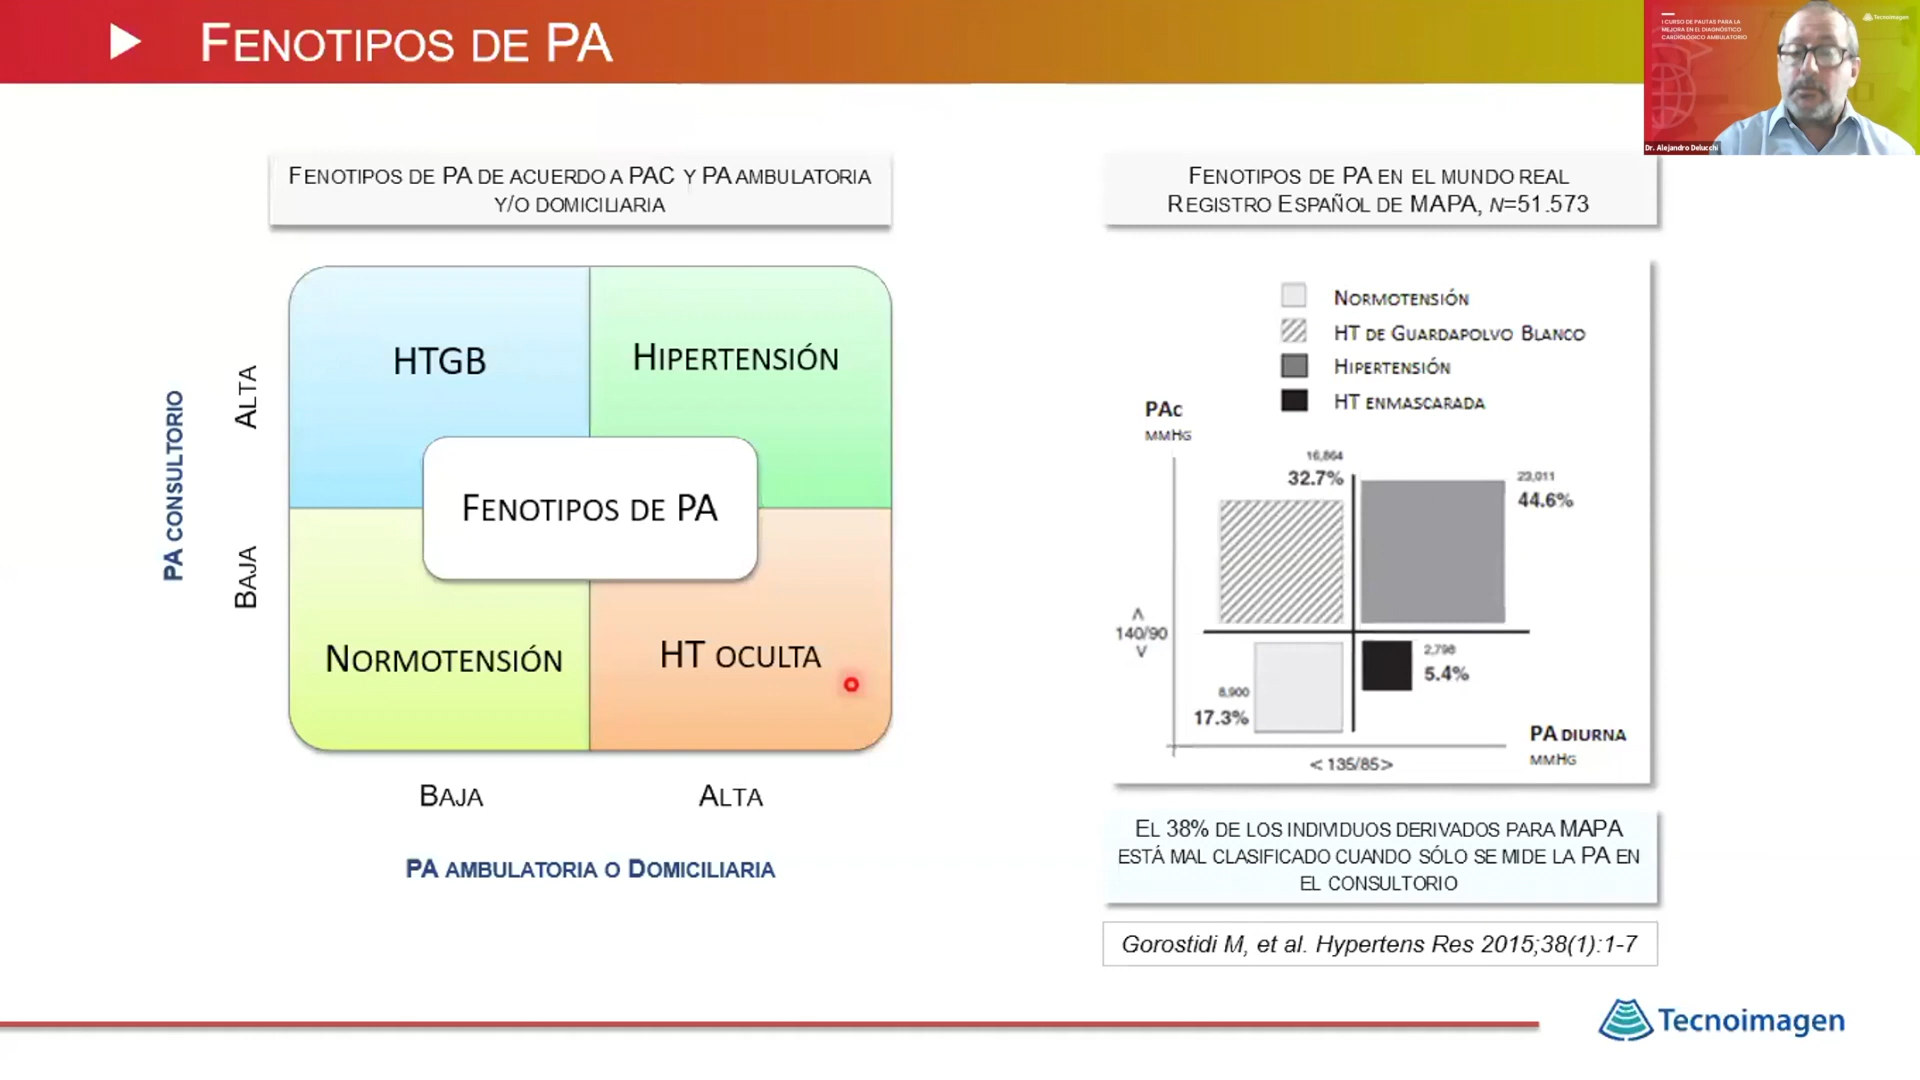 FENOTIPOS DE PA
I CURSO DE PAUTAS PARA LA
MEJORA EN EL DIAGNÓSTICO
CARDIOLÓGICO AMBULATORIO
Tecnoimagen
Dr. Alejandro Delucchi
FENOTIPOS DE PA DE ACUERDO A PAC Y PA AMBULATORIA
Y/O DOMICILIARIA
PA CONSULTORIO
ALTA
BAJA
HTGB
HIPERTENSIÓN
FENOTIPOS DE PA
NORMOTENSIÓN
HT OCULTA
BAJA
ALTA
PA AMBULATORIA O DOMICILIARIA
FENOTIPOS DE PA EN EL MUNDO REAL
REGISTRO ESPAÑOL DE MAPA, N=51.573
NORMOTENSIÓN
HT DE GUARDAPOLVO BLANCO
HIPERTENSIÓN
HT ENMASCARADA
PAc
MMHG
16,864
32.7%
23,011
44.6%
140/90
2,798
5.4%
8,900
17.3%
PA DIURNA
MMHG
< 135/85>
EL 38% DE LOS INDIVIDUOS DERIVADOS PARA MAPA
ESTÁ MAL CLASIFICADO CUANDO SÓLO SE MIDE LA PA EN
EL CONSULTORIO
Gorostidi M, et al. Hypertens Res 2015;38(1):1-7
Tecnoimagen